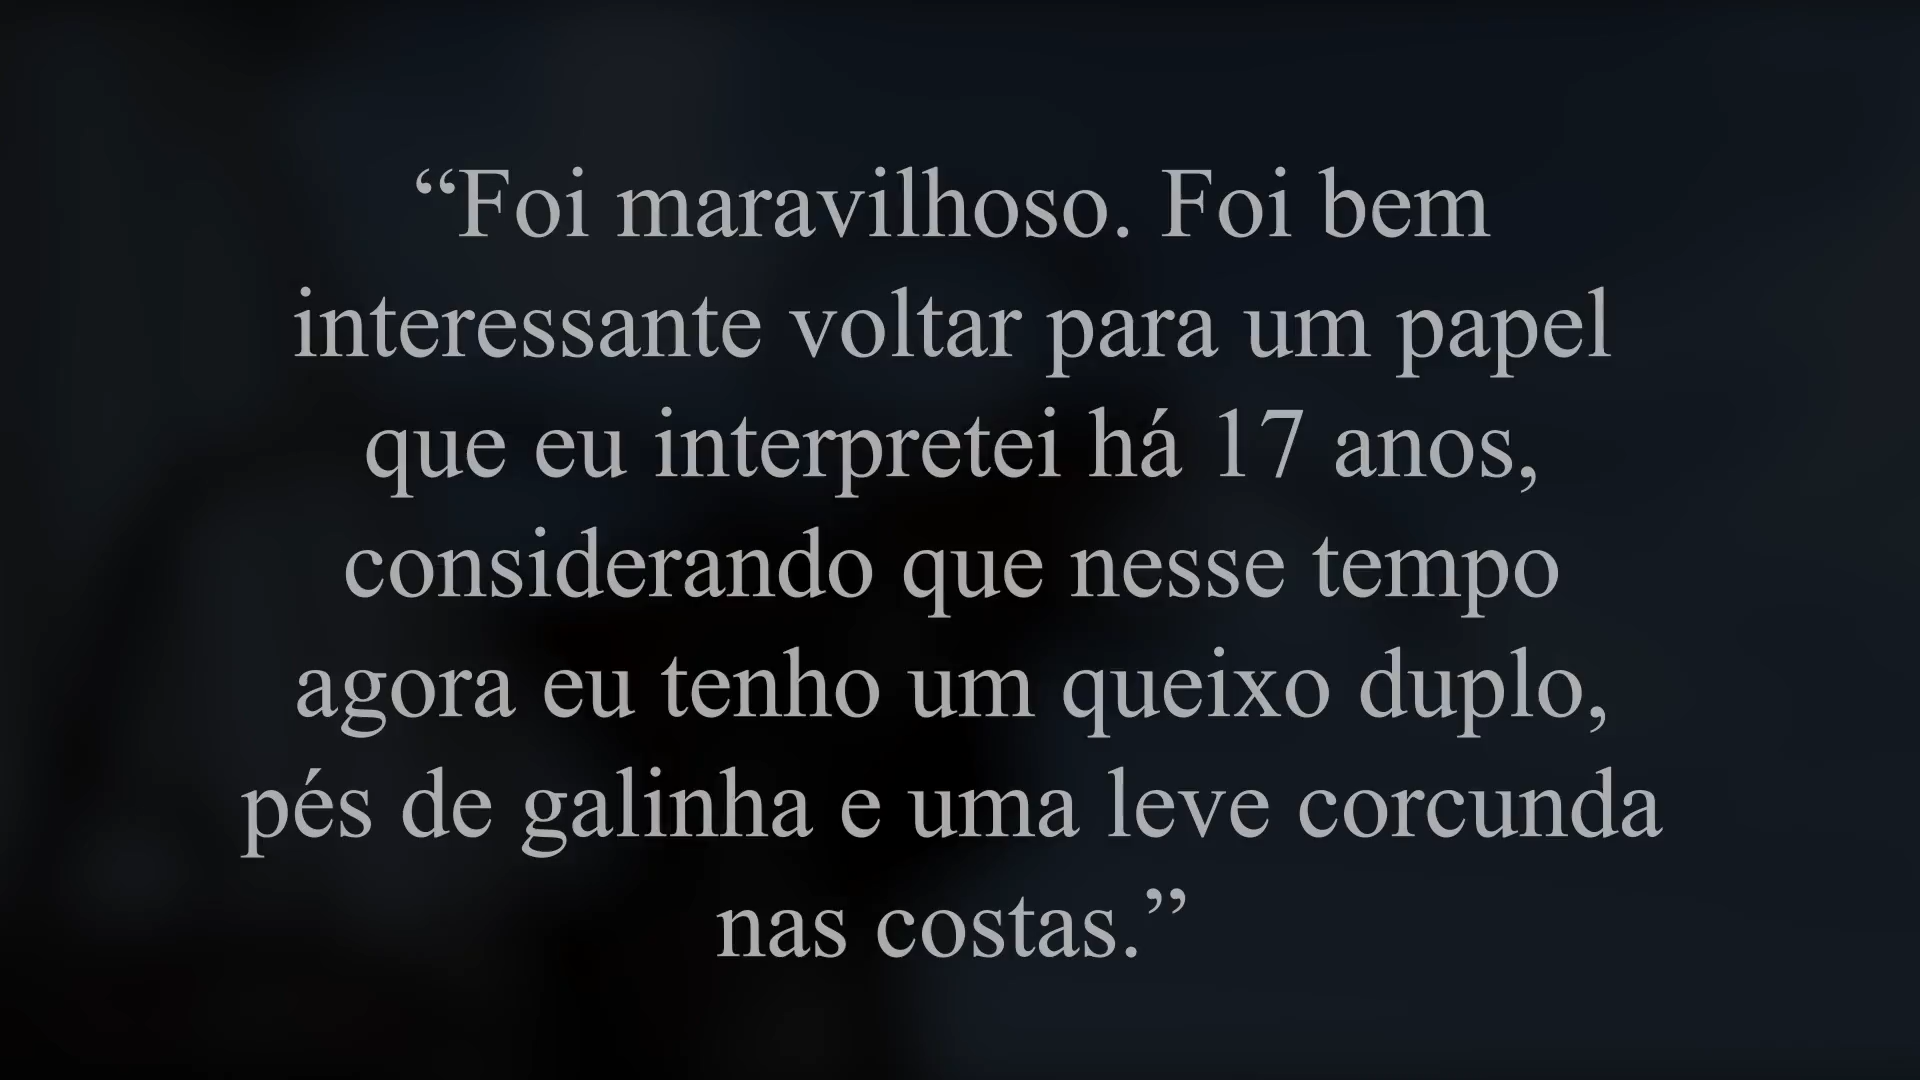 “Foi maravilhoso. Foi bem
interessante voltar para um papel
que eu interpretei há 17 anos,
considerando que nesse tempo
agora eu tenho um queixo duplo,
pés de galinha e uma leve corcunda
nas costas.”